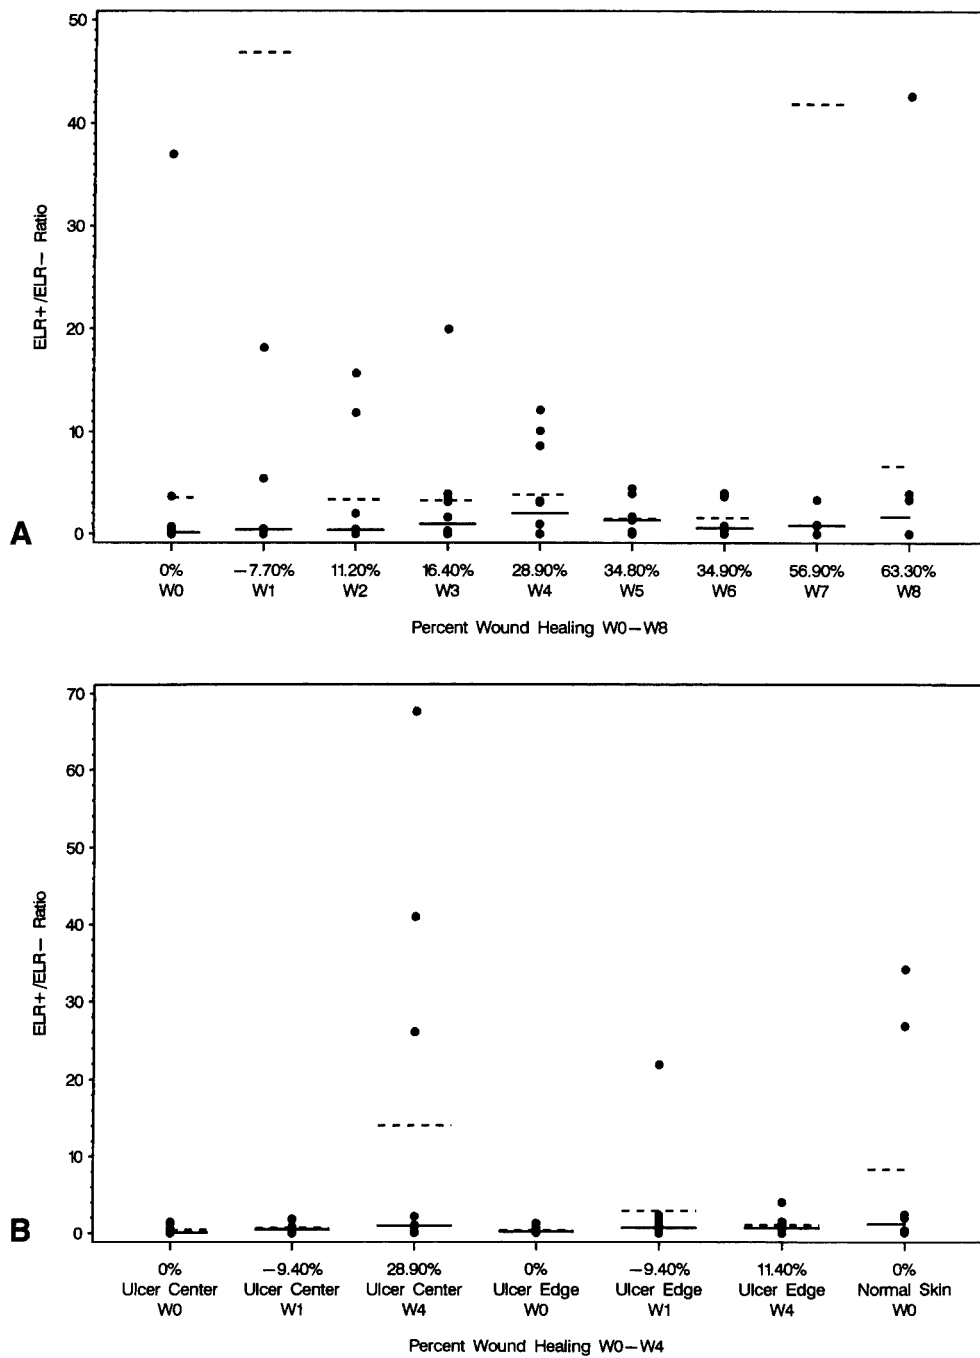 50
40
30
20
10
0
ELR+/ELR− Ratio
A
0% −7.70% 11.20% 16.40% 28.90% 34.80% 34.90% 56.90% 63.30%
W0 W1 W2 W3 W4 W5 W6 W7 W8
Percent Wound Healing W0−W8
70
60
50
40
30
20
10
0
ELR+/ELR− Ratio
B
0% −9.40% 28.90% 0% −9.40% 11.40% 0%
Ulcer Center Ulcer Center Ulcer Center Ulcer Edge Ulcer Edge Ulcer Edge Normal Skin
W0 W1 W4 W0 W1 W4 W0
Percent Wound Healing W0−W4